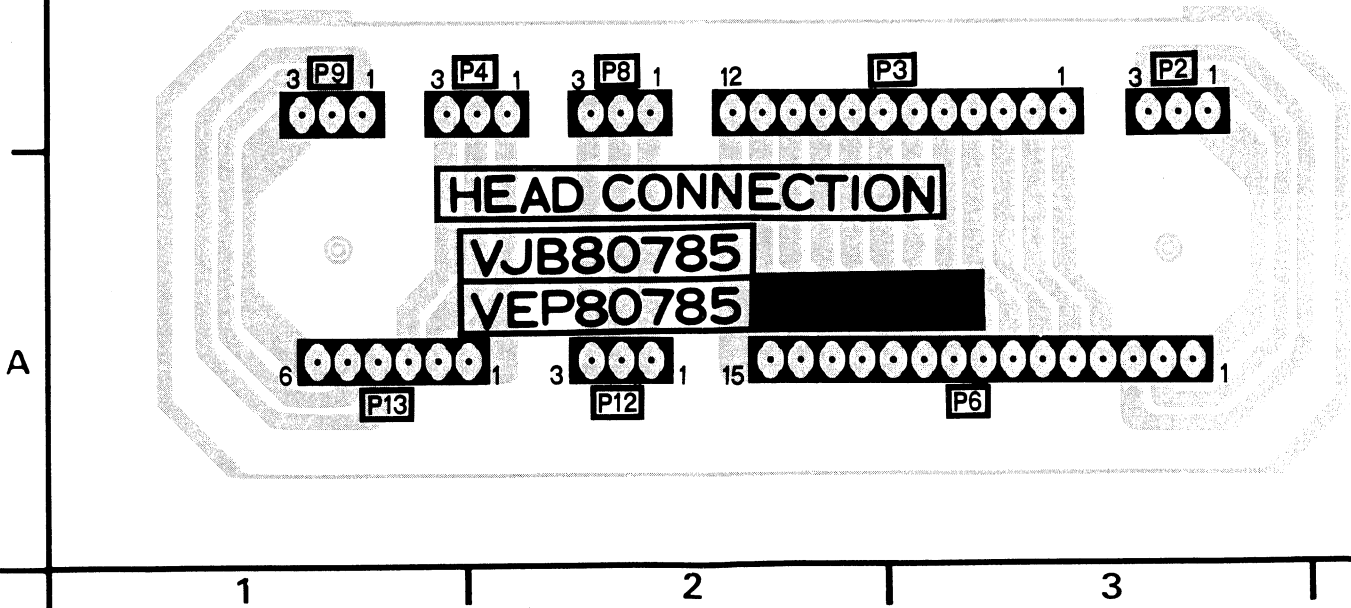 P9 P4 P8 P3 P2
3 1 3 1 3 1 12 1 3 1
HEAD CONNECTION
VJB80785
VEP80785
A
6 1 3 1 15 1
P13 P12 P6
1 2 3